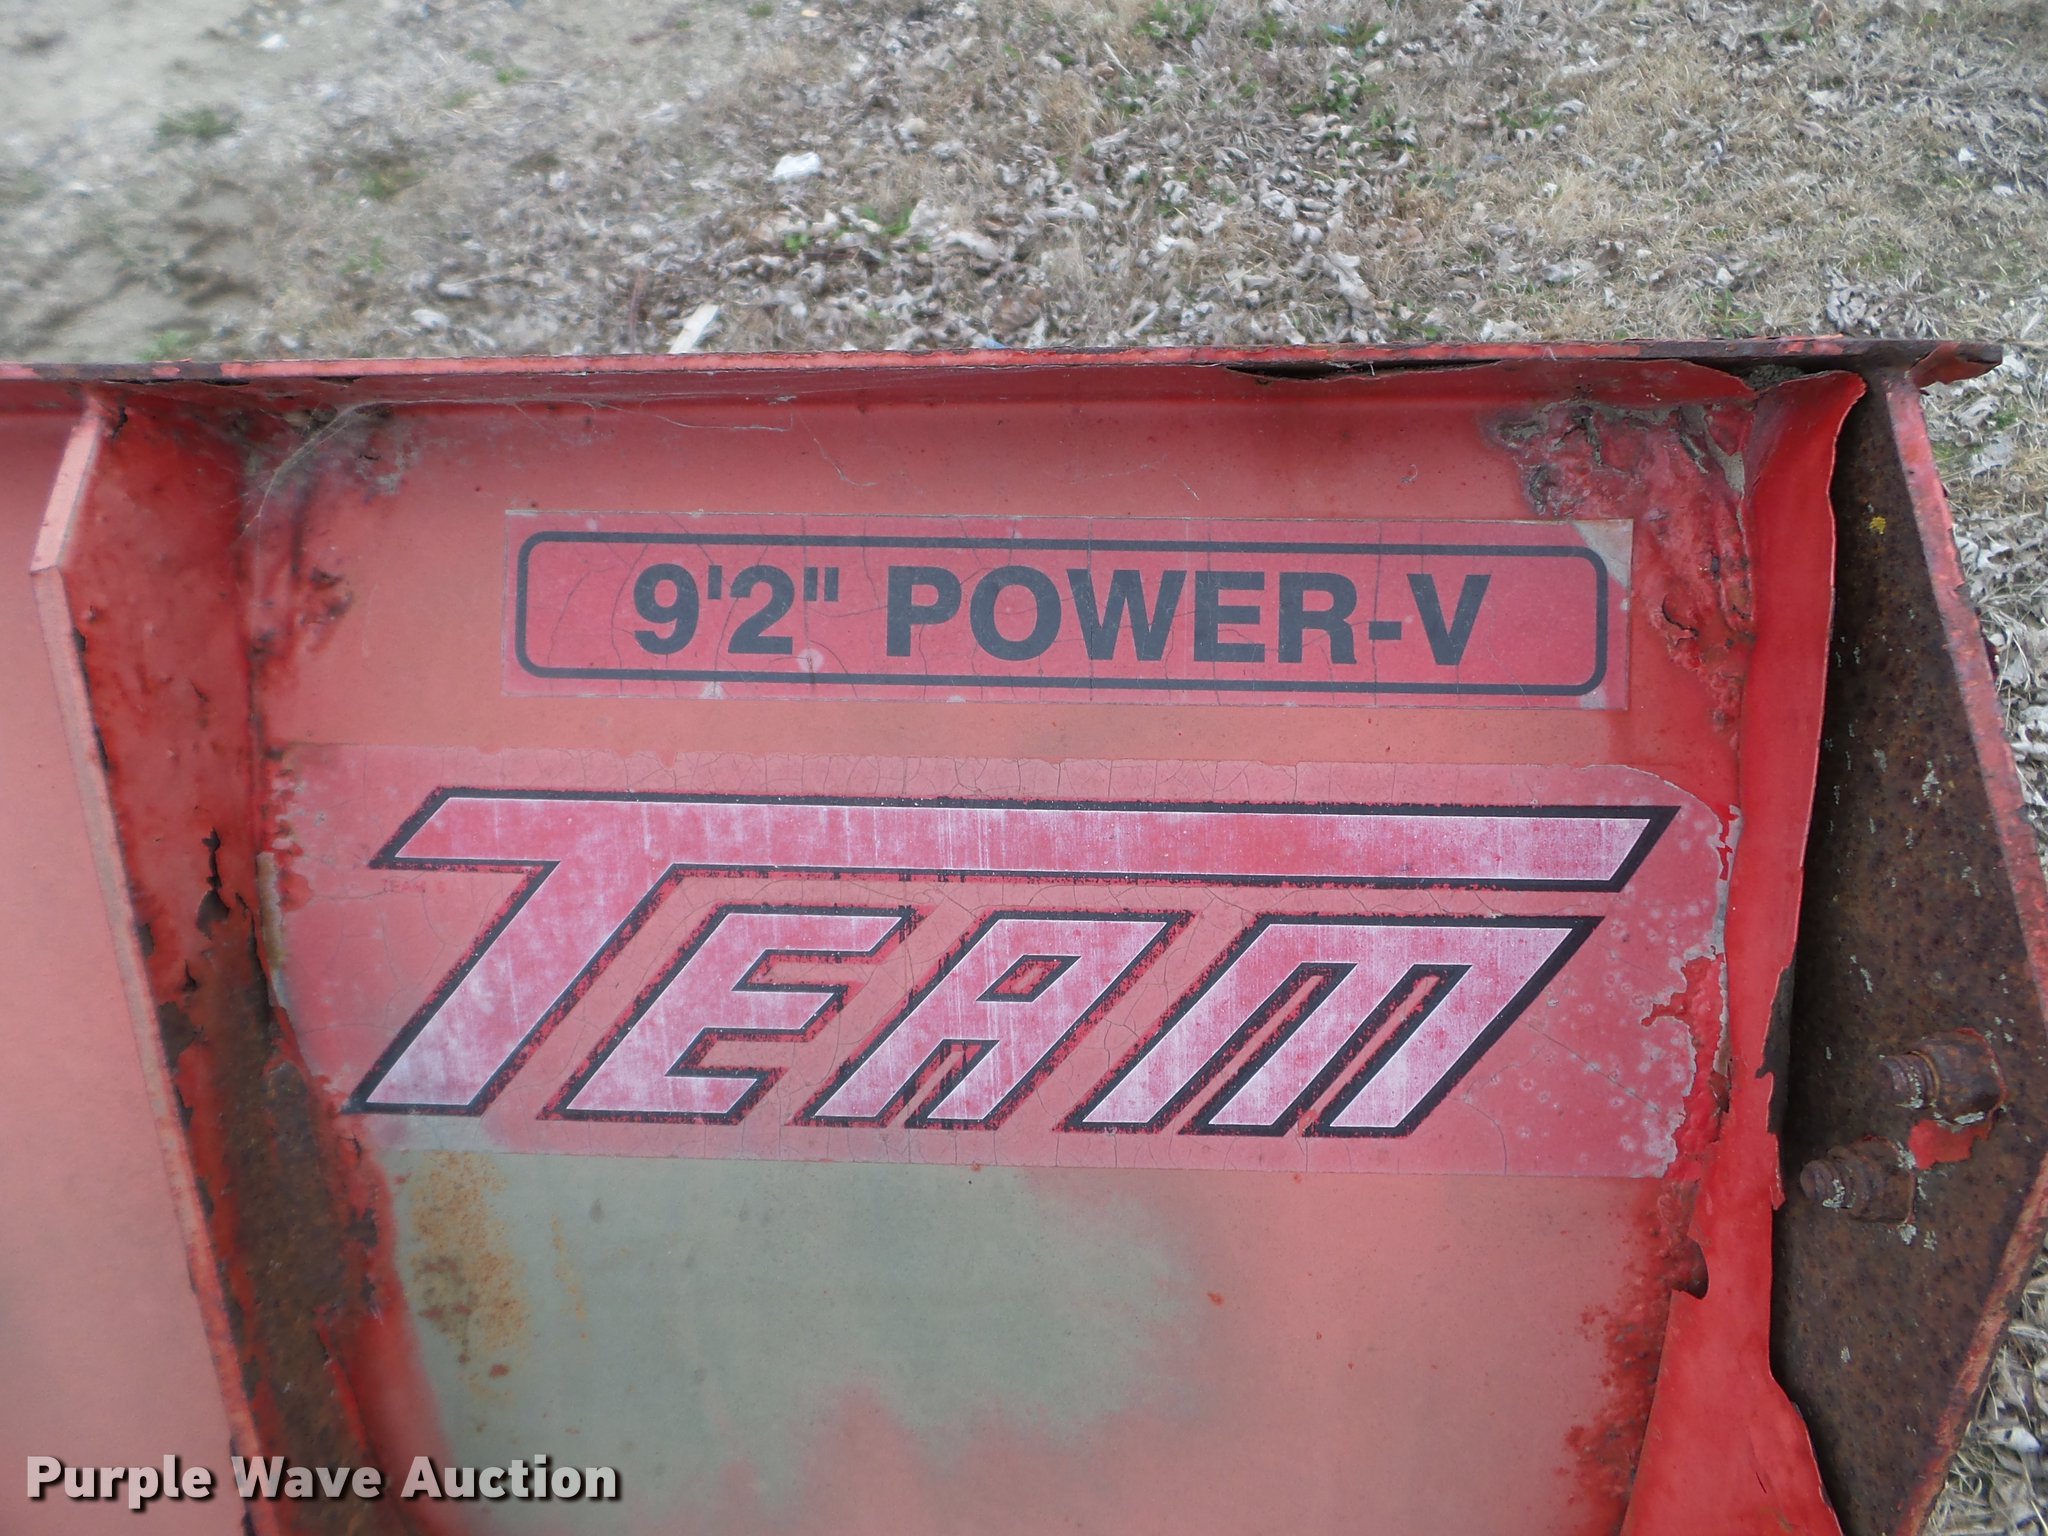 9'2" POWER-V
TEAM
Purple Wave Auction